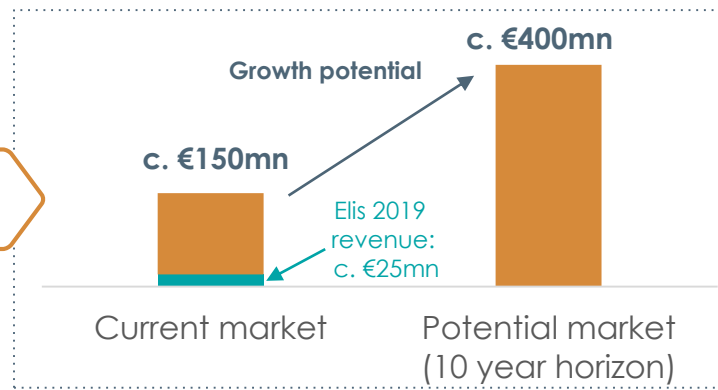 c. €400mn
Growth potential
c. €150mn
Elis 2019
revenue:
c. €25mn
Current market
Potential market
(10 year horizon)